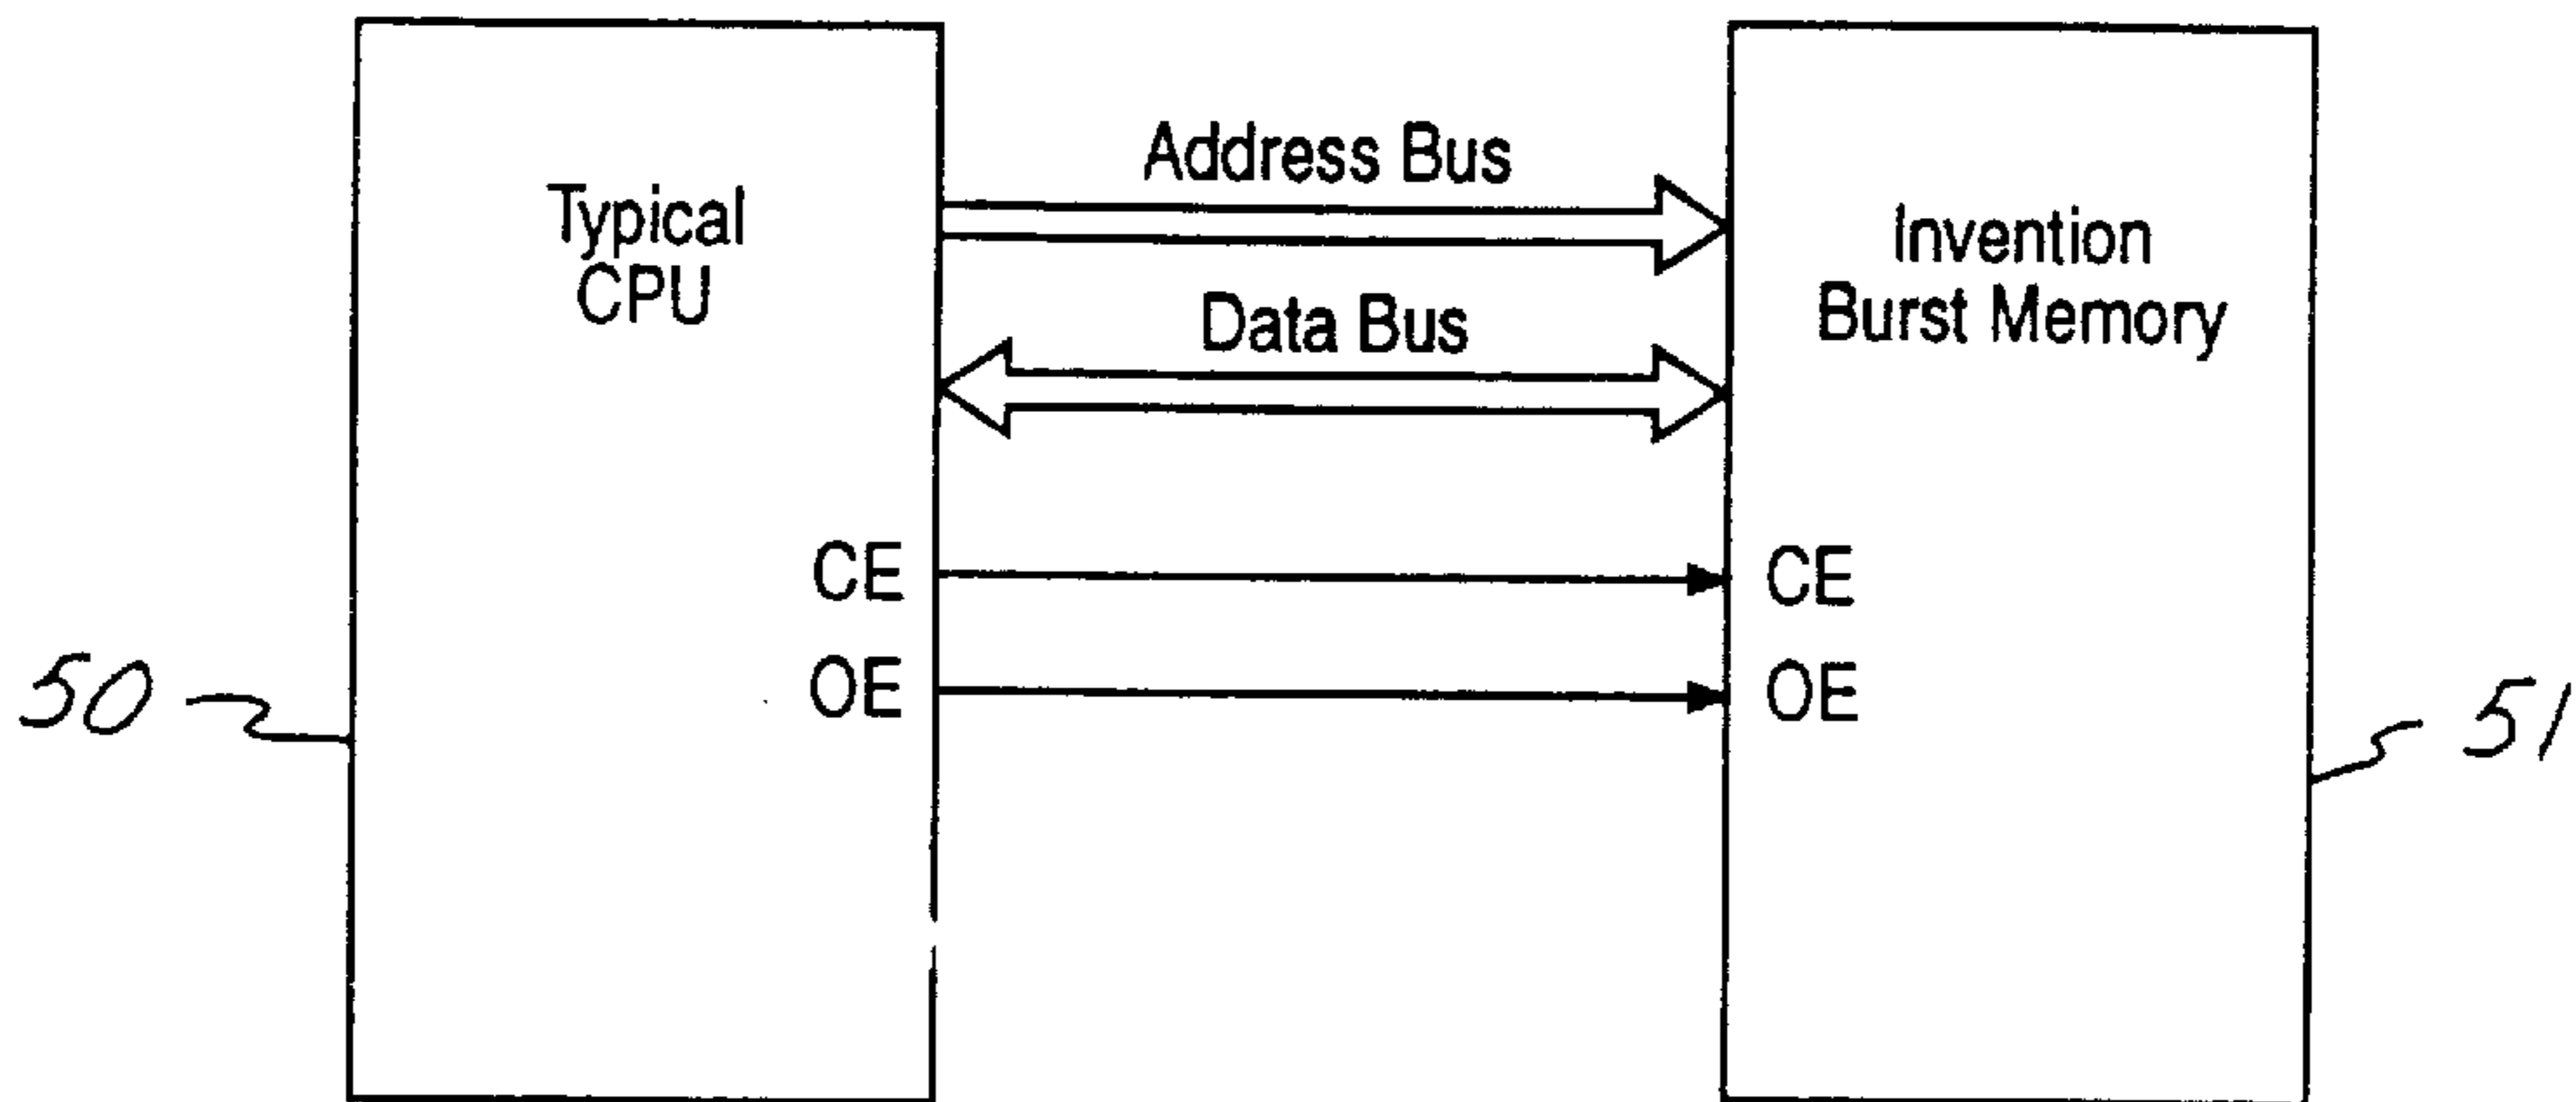 Typical
CPU
Address Bus
Data Bus
Invention
Burst Memory
CE
CE
OE
OE
50
51